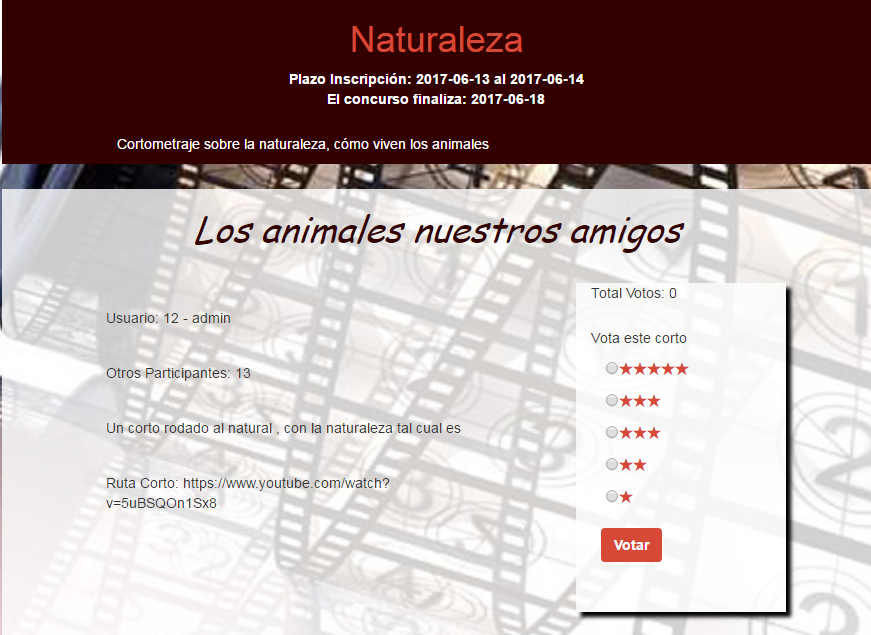 Naturaleza
Plazo Inscripción: 2017-06-13 al 2017-06-14
El concurso finaliza: 2017-06-18
Cortometraje sobre la naturaleza, cómo viven los animales
Los animales nuestros amigos
Total Votos: 0
Usuario: 12 - admin
Vota este corto
Otros Participantes: 13
★★★★★
★★★
★★★
★★
★
Un corto rodado al natural , con la naturaleza tal cual es
Ruta Corto: https://www.youtube.com/watch?
v=5uBSQOn1Sx8
Votar